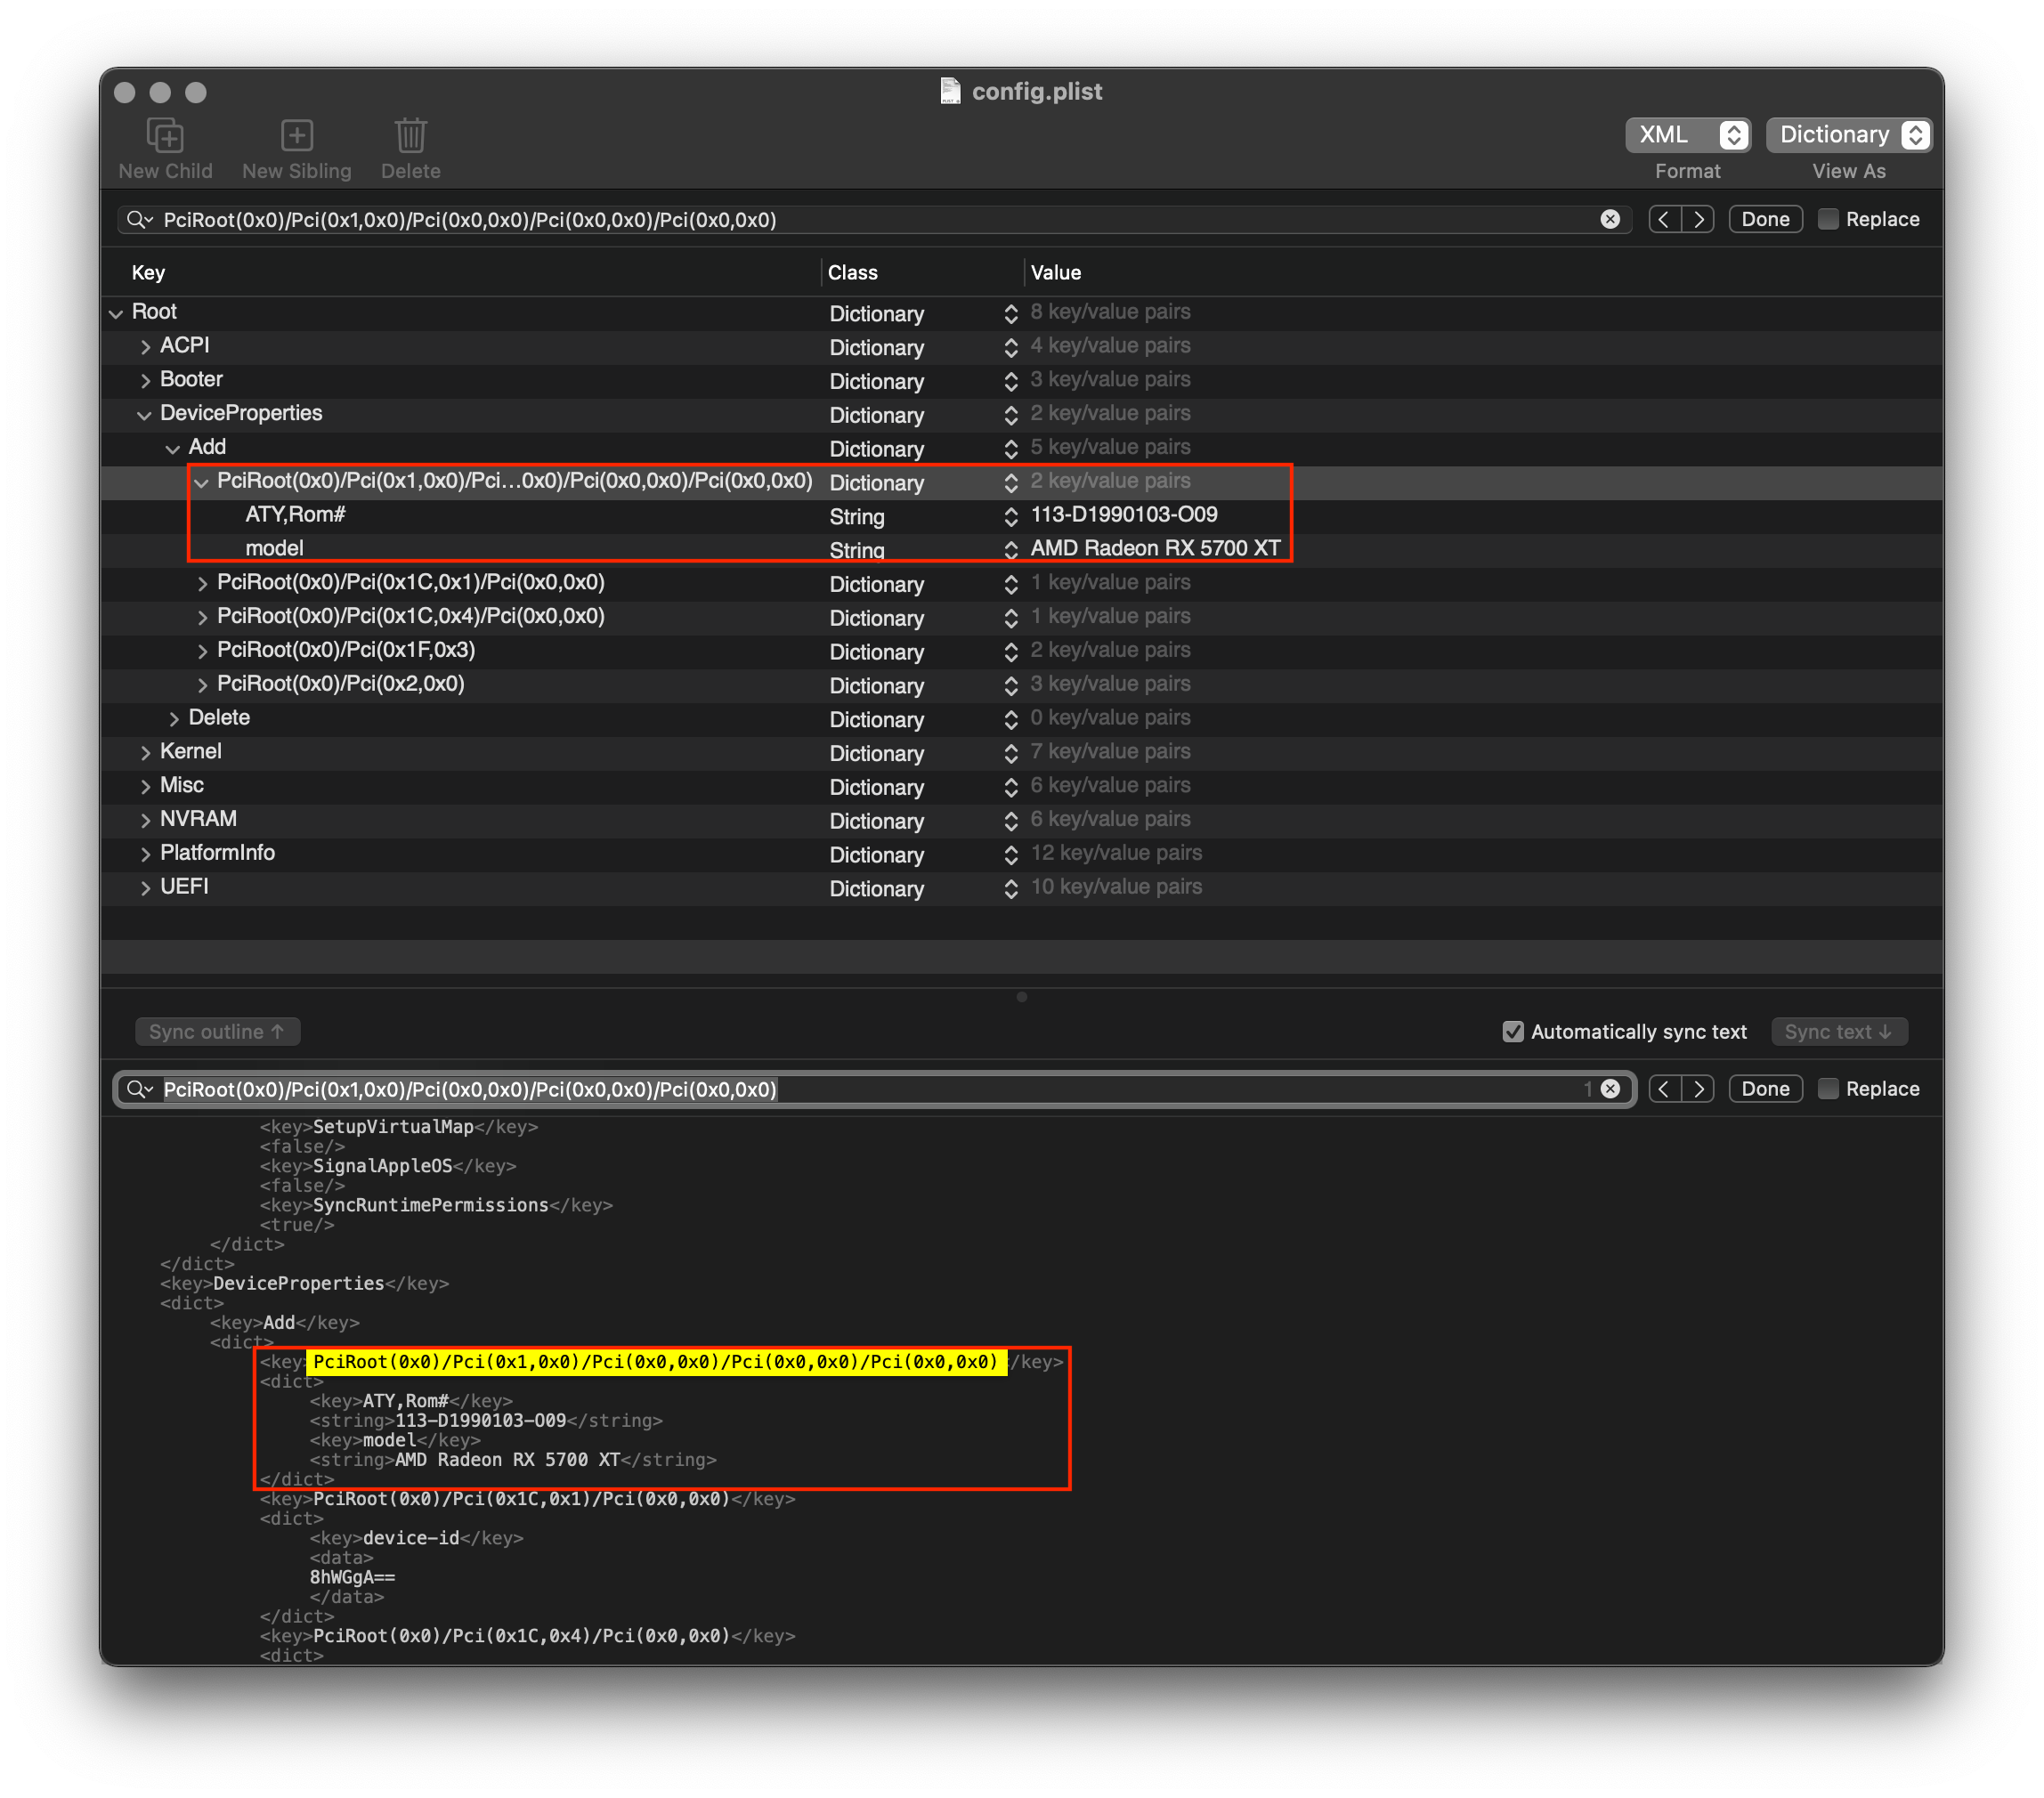 config.plist
New Child New Sibling Delete
XML Dictionary
Format View As
PciRoot(0x0)/Pci(0x1,0x0)/Pci(0x0,0x0)/Pci(0x0,0x0)/Pci(0x0,0x0) Done Replace
Key Class Value
Root Dictionary 8 key/value pairs
ACPI Dictionary 4 key/value pairs
Booter Dictionary 3 key/value pairs
DeviceProperties Dictionary 2 key/value pairs
Add Dictionary 5 key/value pairs
PciRoot(0x0)/Pci(0x1,0x0)/Pci…0x0)/Pci(0x0,0x0)/Pci(0x0,0x0) Dictionary 2 key/value pairs
ATY,Rom# String 113-D1990103-O09
model String AMD Radeon RX 5700 XT
PciRoot(0x0)/Pci(0x1C,0x1)/Pci(0x0,0x0) Dictionary 1 key/value pairs
PciRoot(0x0)/Pci(0x1C,0x4)/Pci(0x0,0x0) Dictionary 1 key/value pairs
PciRoot(0x0)/Pci(0x1F,0x3) Dictionary 2 key/value pairs
PciRoot(0x0)/Pci(0x2,0x0) Dictionary 3 key/value pairs
Delete Dictionary 0 key/value pairs
Kernel Dictionary 7 key/value pairs
Misc Dictionary 6 key/value pairs
NVRAM Dictionary 6 key/value pairs
PlatformInfo Dictionary 12 key/value pairs
UEFI Dictionary 10 key/value pairs
Sync outline ↑ Automatically sync text Sync text ↓
PciRoot(0x0)/Pci(0x1,0x0)/Pci(0x0,0x0)/Pci(0x0,0x0)/Pci(0x0,0x0) 1 Done Replace
<key>SetupVirtualMap</key>
<false/>
<key>SignalAppleOS</key>
<false/>
<key>SyncRuntimePermissions</key>
<true/>
</dict>
</dict>
<key>DeviceProperties</key>
<dict>
<key>Add</key>
<dict>
<key>PciRoot(0x0)/Pci(0x1,0x0)/Pci(0x0,0x0)/Pci(0x0,0x0)/Pci(0x0,0x0)</key>
<dict>
<key>ATY,Rom#</key>
<string>113-D1990103-O09</string>
<key>model</key>
<string>AMD Radeon RX 5700 XT</string>
</dict>
<key>PciRoot(0x0)/Pci(0x1C,0x1)/Pci(0x0,0x0)</key>
<dict>
<key>device-id</key>
<data>
8hWGgA==
</data>
</dict>
<key>PciRoot(0x0)/Pci(0x1C,0x4)/Pci(0x0,0x0)</key>
<dict>